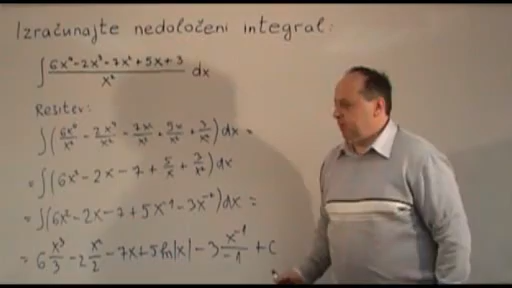 Izračunajte nedoločeni integral:
∫ (6x⁴-2x³-7x²+5x+3)/x² dx
Rešitev:
∫(6x⁴/x² - 2x³/x² - 7x²/x² + 5x/x² + 3/x²)dx =
= ∫(6x² - 2x - 7 + 5/x + 3/x²)dx
= ∫(6x² - 2x - 7 + 5x⁻¹ - 3x⁻²)dx =
6 x³/3 - 2 x²/2 - 7x + 5ln|x| - 3 x⁻¹/-1 + C